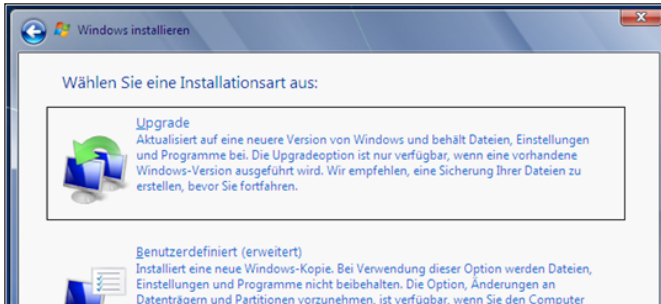 Windows installieren
Wählen Sie eine Installationsart aus:
Upgrade
Aktualisiert auf eine neuere Version von Windows und behält Dateien, Einstellungen
und Programme bei. Die Upgradeoption ist nur verfügbar, wenn eine vorhandene
Windows-Version ausgeführt wird. Wir empfehlen, eine Sicherung Ihrer Dateien zu
erstellen, bevor Sie fortfahren.
Benutzerdefiniert (erweitert)
Installiert eine neue Windows-Kopie. Bei Verwendung dieser Option werden Dateien,
Einstellungen und Programme nicht beibehalten. Die Option, Änderungen an
Datenträgern und Partitionen vorzunehmen, ist verfügbar, wenn Sie den Computer